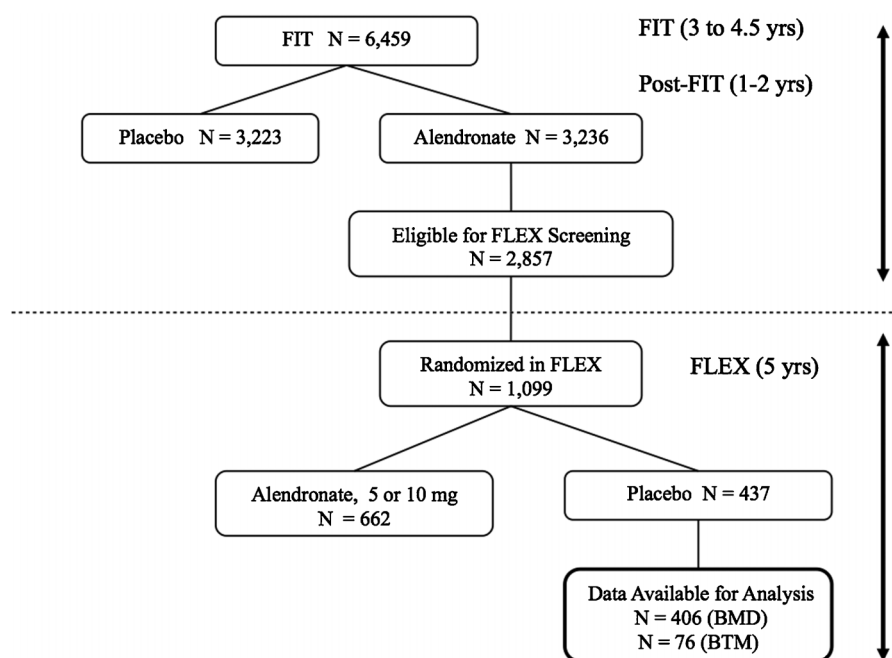 FIT N = 6,459
FIT (3 to 4.5 yrs)
Post-FIT (1-2 yrs)
Placebo N = 3,223
Alendronate N = 3,236
Eligible for FLEX Screening
N = 2,857
Randomized in FLEX
N = 1,099
FLEX (5 yrs)
Alendronate, 5 or 10 mg
N = 662
Placebo N = 437
Data Available for Analysis
N = 406 (BMD)
N = 76 (BTM)